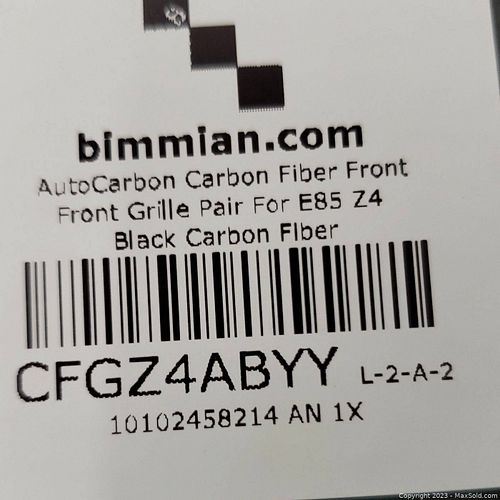 bimmian.com
AutoCarbon Carbon Fiber Front
Front Grille Pair For E85 Z4
Black Carbon Fiber
CFGZ4ABYY L-2-A-2
10102458214 AN 1X
Copyright 2023 - MaxSold.com